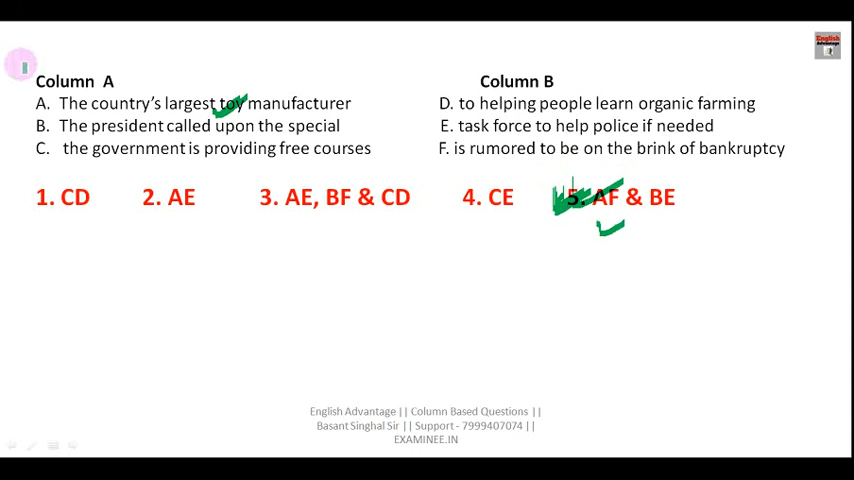 English
Advantage
Column A Column B
A. The country's largest toy manufacturer D. to helping people learn organic farming
B. The president called upon the special E. task force to help police if needed
C. the government is providing free courses F. is rumored to be on the brink of bankruptcy
1. CD 2. AE 3. AE, BF & CD 4. CE 5. AF & BE
English Advantage || Column Based Questions ||
Basant Singhal Sir || Support - 7999407074 ||
EXAMINEE.IN